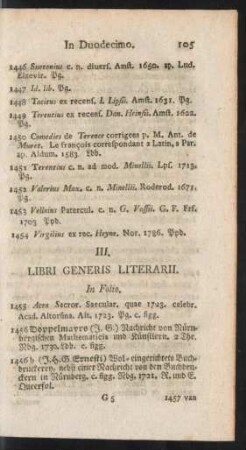 In Duodecimo. 105
1446 Suetonius c. n. diuers. Amst. 1650. ap. Lud.
Elzevir. Pg.
1447 Id. lib. Pg.
1448 Tacitus ex recens. I. Lipsii. Amst. 1631. Pg.
1449 Terentius ex recens. Dan. Heinsii. Amst. 1622.
Pg.
1450 Comedies de Terence corrigees p. M. Ant. de
Muret. Le françois correspondant a Latin, a Par.
ap. Aldum. 1583. Ebb.
1451 Terentius c. n. ad mod. Minellii. Lps. 1713.
Pg.
1452 Valerius Max. c. n. Minellii. Roderod. 1671.
Pg.
1453 Velleius Patercul. c. n. G. Vossii. G. F. Erf.
1703 Ppb.
1454 Virgilius ex rec. Heyne. Nor. 1786. Ppb.
III.
LIBRI GENERIS LITERARII.
In Folio.
1455 Acta Sacror. Saecular. quae 1723. celebr.
Acad. Altorfina. Alt. 1723. Pg. c. figg.
1456 Doppelmayrs (J. G.) Nachricht von Nürn-
bergischen Mathematicis und Künstlern, 2 Thle.
Nbg. 1730. Ebb. c. figg.
1456 b (J. H. G Ernesti) Wol-eingerichtete Buch-
druckerey, nebst einer Nachricht von den Buchdru-
ckern in Nürnberg. c. figg. Nbg. 1721. R. und E.
Querfol.
G 5 1457 van